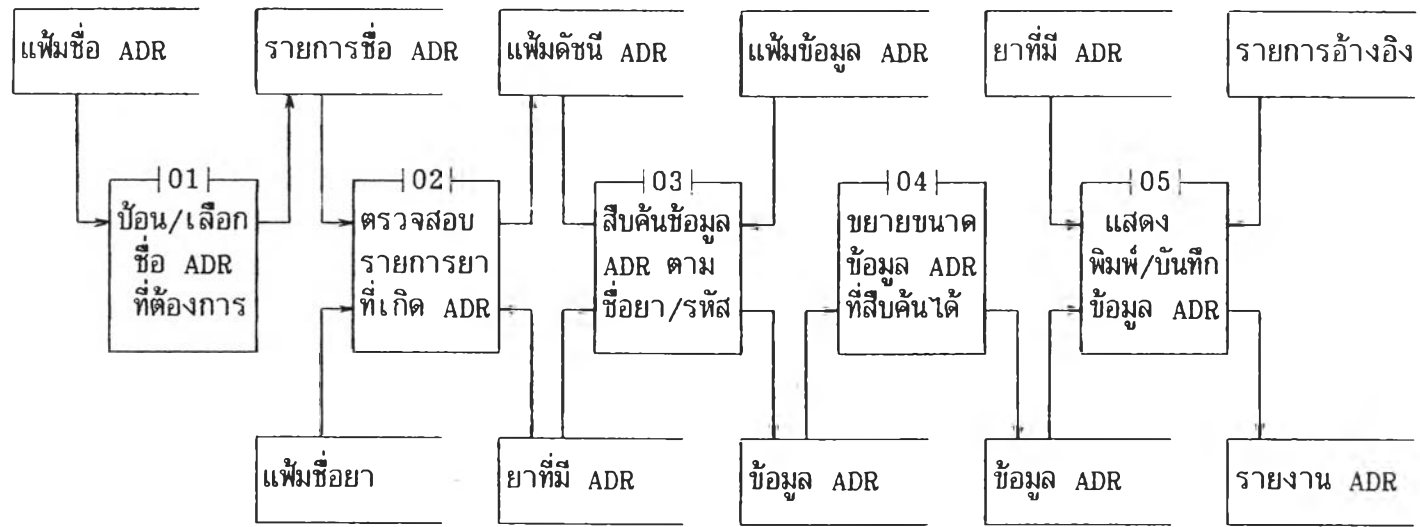 แฟ้มชื่อ ADR
รายการชื่อ ADR
แฟ้มดัชนี ADR
แฟ้มข้อมูล ADR
ยาที่มี ADR
รายการอ้างอิง
01
ป้อน/เลือก
ชื่อ ADR
ที่ต้องการ
02
ตรวจสอบ
รายการยา
ที่เกิด ADR
03
สืบค้นข้อมูล
ADR ตาม
ชื่อยา/รหัส
04
ขยายขนาด
ข้อมูล ADR
ที่สืบค้นได้
05
แสดง
พิมพ์/บันทึก
ข้อมูล ADR
แฟ้มชื่อยา
ยาที่มี ADR
ข้อมูล ADR
ข้อมูล ADR
รายงาน ADR